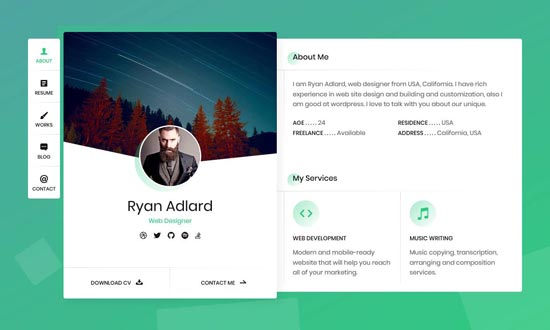 ABOUT
RESUME
WORKS
BLOG
CONTACT
Ryan Adlard
Web Designer
DOWNLOAD CV
CONTACT ME
About Me
I am Ryan Adlard, web designer from USA, California. I have rich
experience in web site design and building and customization, also I
am good at wordpress. I love to talk with you about our unique.
AGE ..... 24
RESIDENCE ..... USA
FREELANCE ..... Available
ADDRESS ..... California, USA
My Services
WEB DEVELOPMENT
Modern and mobile-ready
website that will help you reach
all of your marketing.
MUSIC WRITING
Music copying, transcription,
arranging and composition
services.